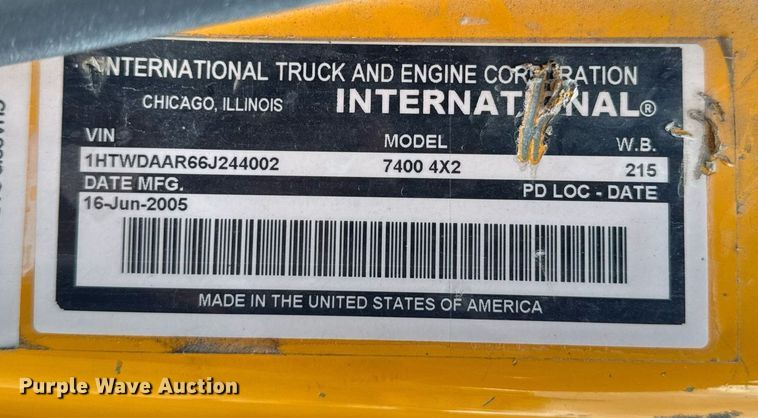 INTERNATIONAL TRUCK AND ENGINE CORPORATION
CHICAGO, ILLINOIS INTERNATIONAL®
VIN MODEL W.B.
1HTWDAAR66J244002 7400 4X2 215
DATE MFG. PD LOC - DATE
16-Jun-2005
MADE IN THE UNITED STATES OF AMERICA
Purple Wave Auction